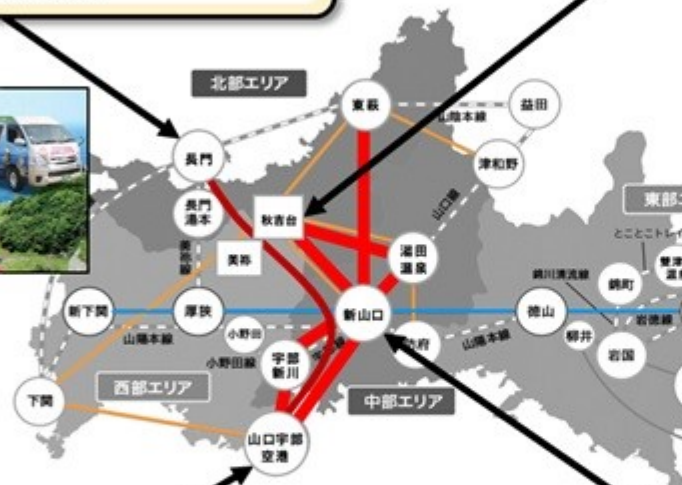 北部エリア
東萩
山陰本線
益田
長門
津和野
長門
湯本
秋吉台
山口線
東部エ
とことこトレイ
美祢線
美祢
湯田
温泉
錦川清流線
錦町
雙津
温泉
新下関
厚狭
小野田
新山口
徳山
岩徳線
山陽本線
防府
山陽本線
柳井
岩国
小野田線
宇部
新川
西部エリア
下関
中部エリア
山口宇部
空港